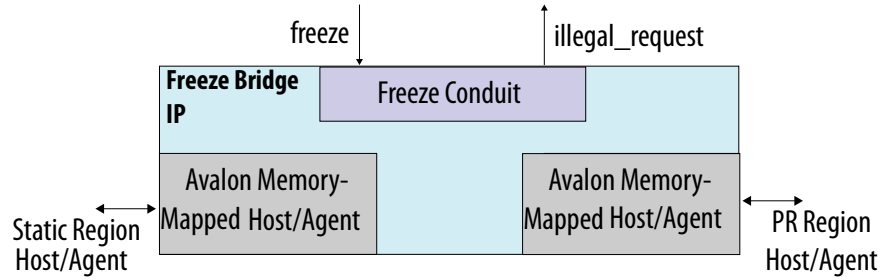 freeze
illegal_request
Freeze Bridge
IP
Freeze Conduit
Avalon Memory-
Mapped Host/Agent
Avalon Memory-
Mapped Host/Agent
Static Region
Host/Agent
PR Region
Host/Agent